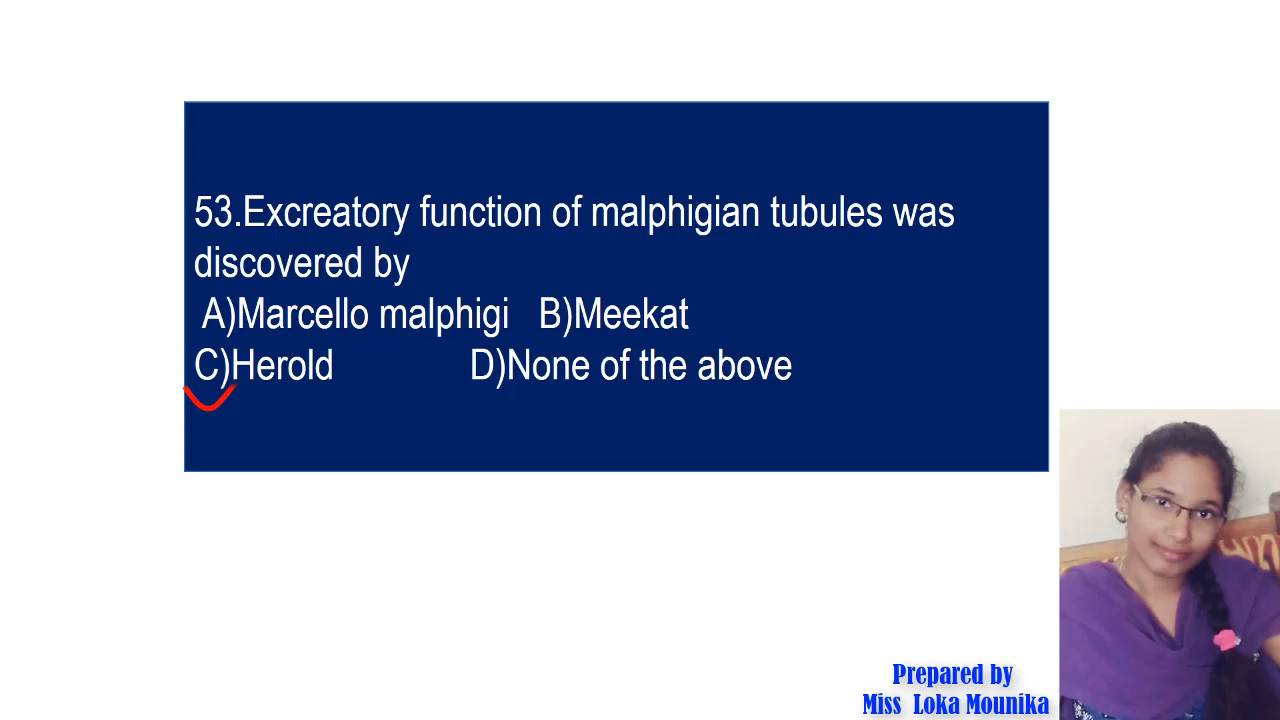 53.Excreatory function of malphigian tubules was
discovered by
A)Marcello malphigi B)Meekat
C)Herold D)None of the above
Prepared by
Miss Loka Mounika